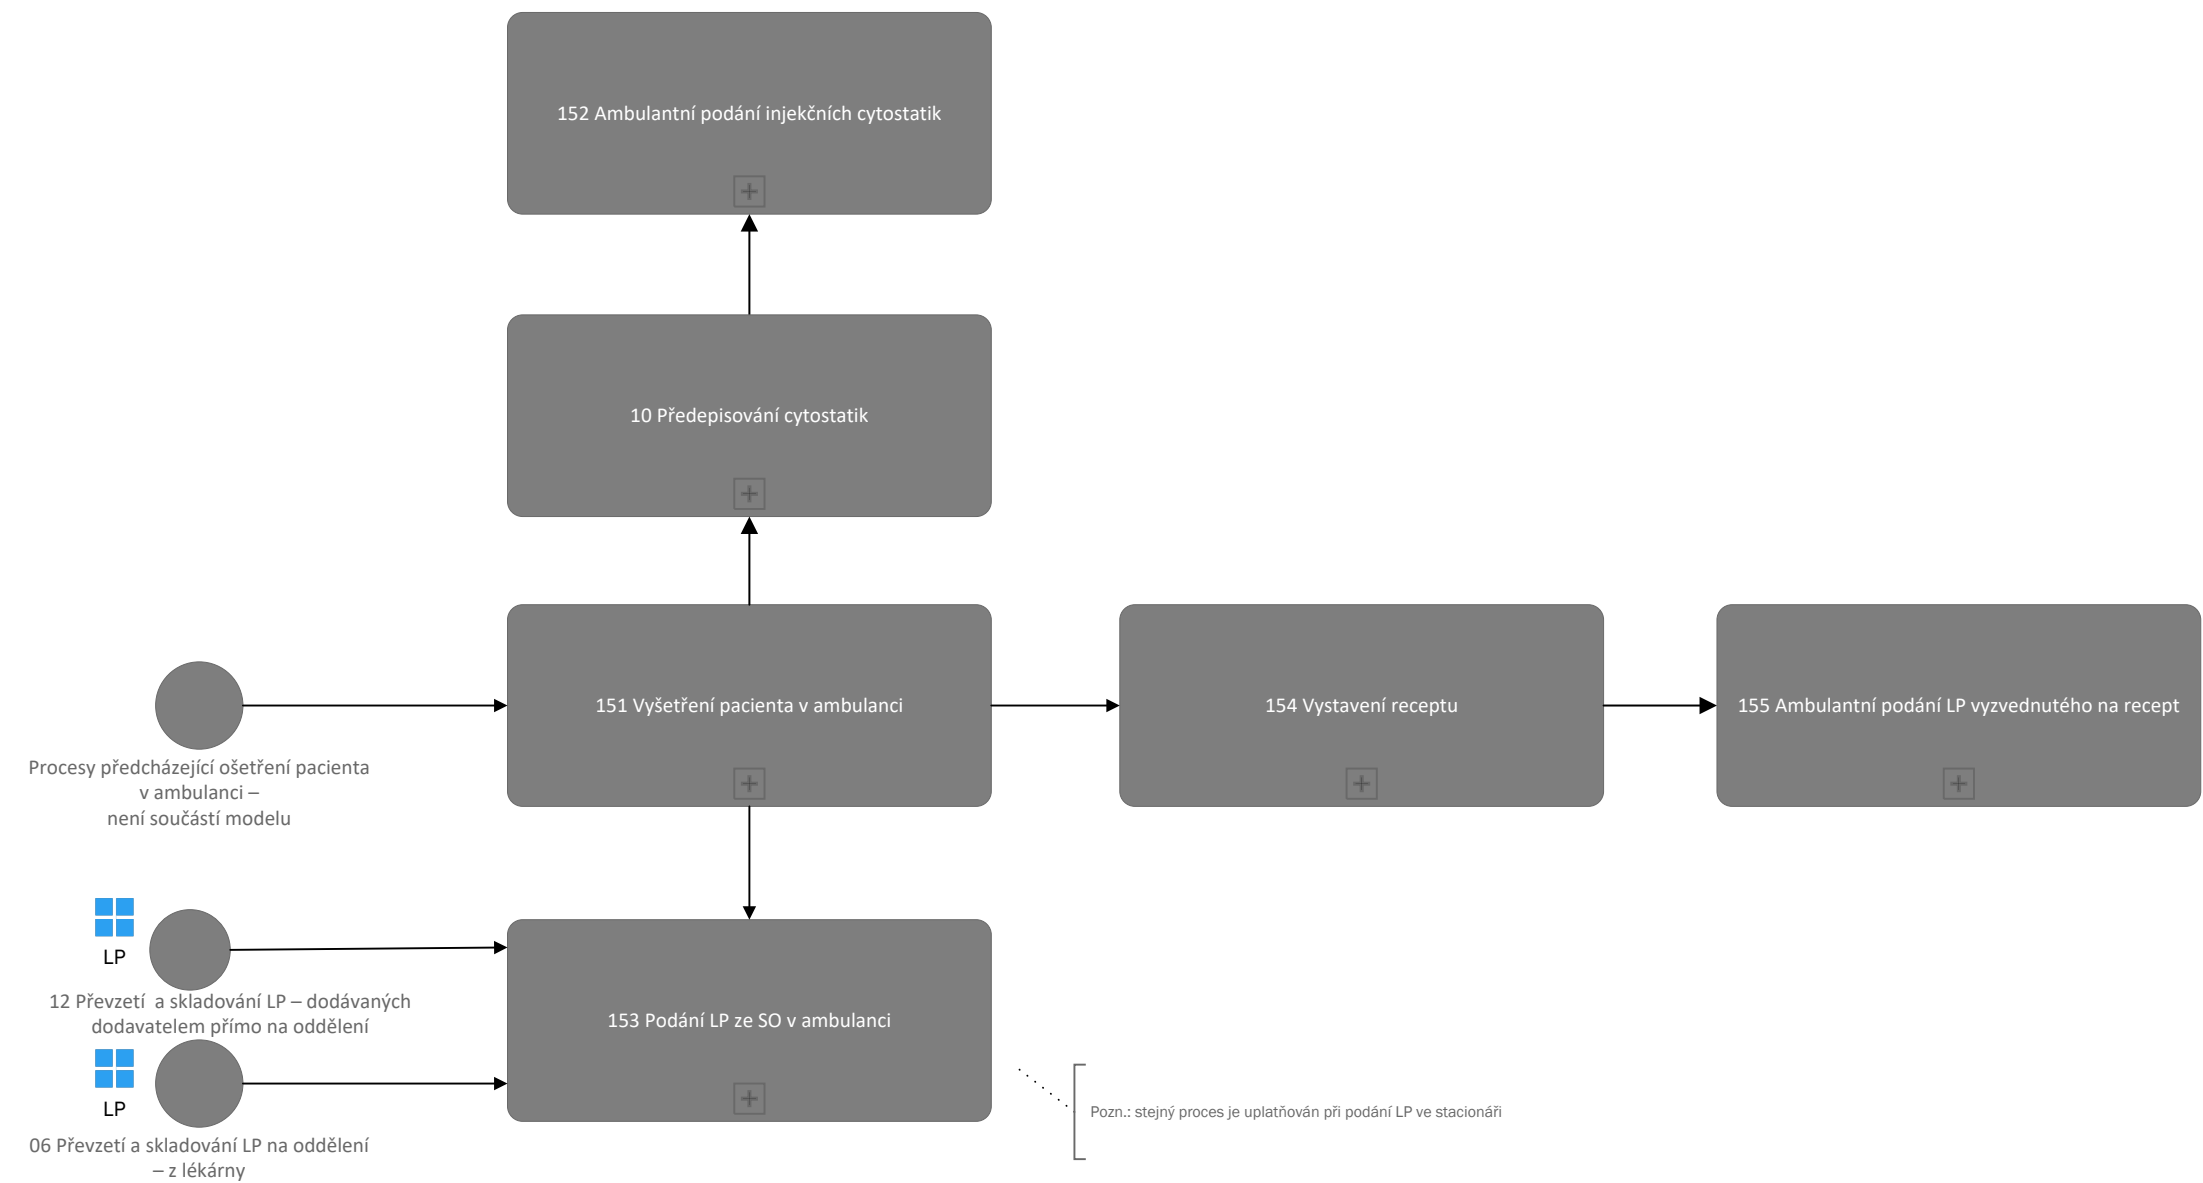 152 Ambulantní podání injekčních cytostatik
10 Předepisování cytostatik
151 Vyšetření pacienta v ambulanci
154 Vystavení receptu
155 Ambulantní podání LP vyzvednutého na recept
Procesy předcházející ošetření pacienta
v ambulanci –
není součástí modelu
LP
12 Převzetí  a skladování LP – dodávaných
dodavatelem přímo na oddělení
153 Podání LP ze SO v ambulanci
LP
06 Převzetí a skladování LP na oddělení
– z lékárny
Pozn.: stejný proces je uplatňován při podání LP ve stacionáři